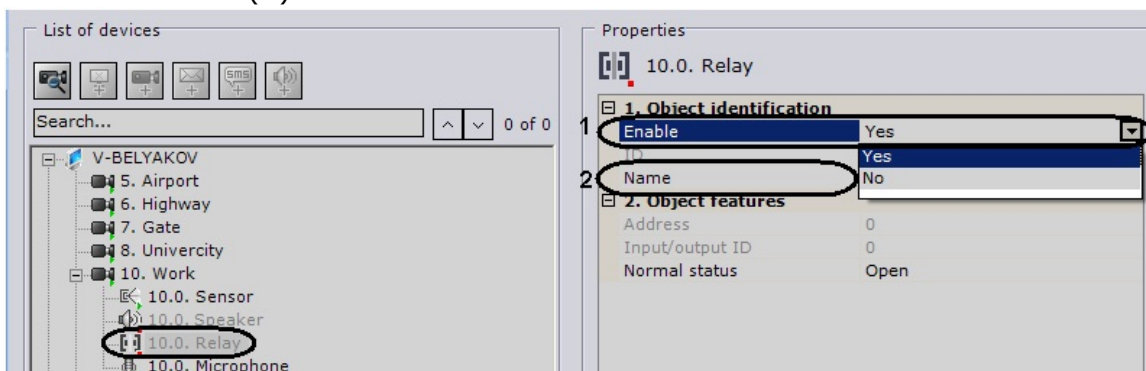 List of devices
sms
Search...
0 of 0
V-BELYAKOV
5. Airport
6. Highway
7. Gate
8. Univercity
10. Work
10.0. Sensor
10.0. Speaker
10.0. Relay
10.0. Microphone
Properties
10.0. Relay
1. Object identification
1
Enable Yes
ID Yes
2
Name No
2. Object features
Address 0
Input/output ID 0
Normal status Open